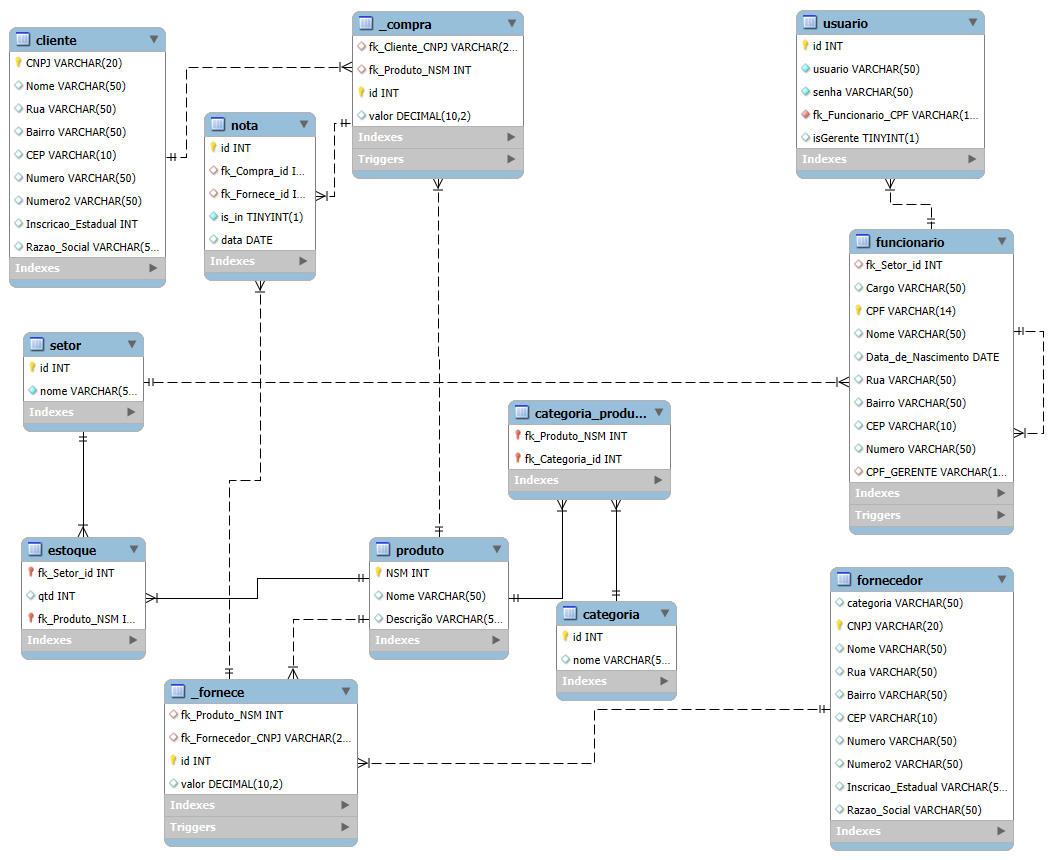 cliente
CNPJ VARCHAR(20)
Nome VARCHAR(50)
Rua VARCHAR(50)
Bairro VARCHAR(50)
CEP VARCHAR(10)
Numero VARCHAR(50)
Numero2 VARCHAR(50)
Inscricao_Estadual INT
Razao_Social VARCHAR(5...
Indexes
nota
id INT
fk_Compra_id I...
fk_Fornece_id I...
is_in TINYINT(1)
data DATE
Indexes
_compra
fk_Cliente_CNPJ VARCHAR(2...
fk_Produto_NSM INT
id INT
valor DECIMAL(10,2)
Indexes
Triggers
usuario
id INT
usuario VARCHAR(50)
senha VARCHAR(50)
fk_Funcionario_CPF VARCHAR(1...
isGerente TINYINT(1)
Indexes
funcionario
fk_Setor_id INT
Cargo VARCHAR(50)
CPF VARCHAR(14)
Nome VARCHAR(50)
Data_de_Nascimento DATE
Rua VARCHAR(50)
Bairro VARCHAR(50)
CEP VARCHAR(10)
Numero VARCHAR(50)
CPF_GERENTE VARCHAR(1...
Indexes
Triggers
setor
id INT
nome VARCHAR(5...
Indexes
categoria_produ...
fk_Produto_NSM INT
fk_Categoria_id INT
Indexes
estoque
fk_Setor_id INT
qtd INT
fk_Produto_NSM I...
Indexes
produto
NSM INT
Nome VARCHAR(50)
Descrição VARCHAR(5...
Indexes
categoria
id INT
nome VARCHAR(5...
Indexes
fornecedor
categoria VARCHAR(50)
CNPJ VARCHAR(20)
Nome VARCHAR(50)
Rua VARCHAR(50)
Bairro VARCHAR(50)
CEP VARCHAR(10)
Numero VARCHAR(50)
Numero2 VARCHAR(50)
Inscricao_Estadual VARCHAR(5...
Razao_Social VARCHAR(50)
Indexes
_fornece
fk_Produto_NSM INT
fk_Fornecedor_CNPJ VARCHAR(2...
id INT
valor DECIMAL(10,2)
Indexes
Triggers